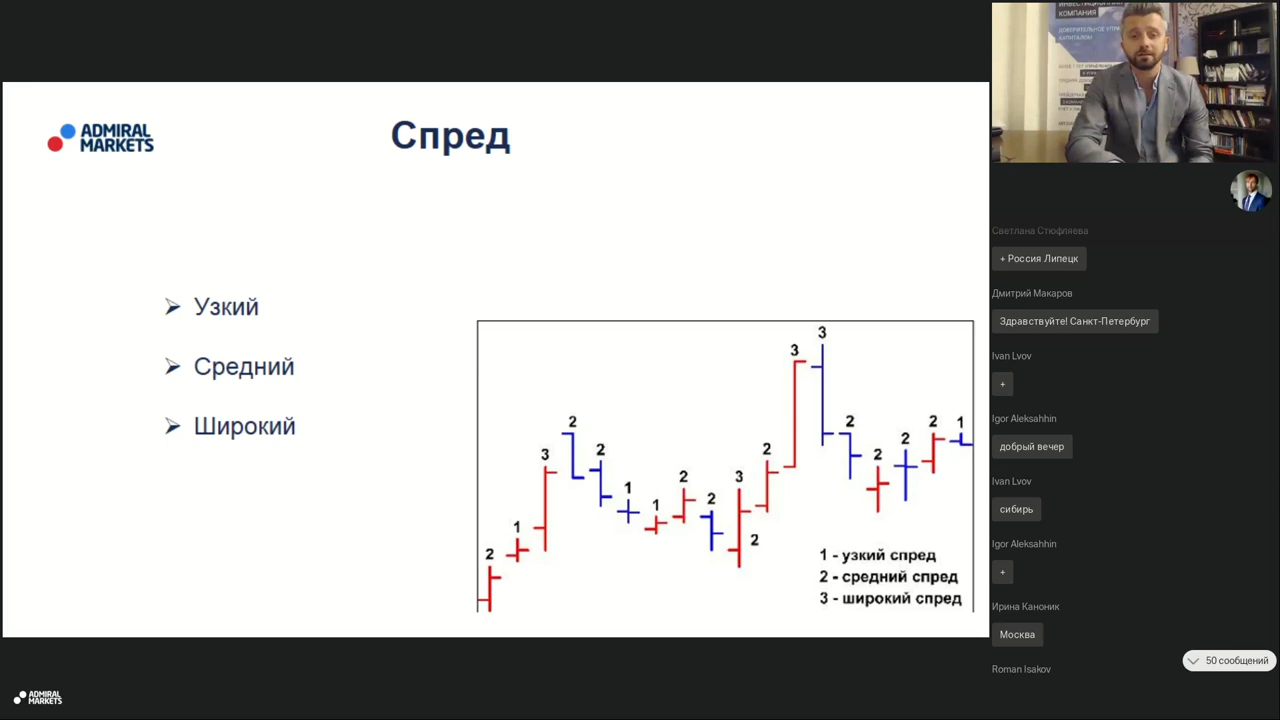 ADMIRAL
MARKETS
Спред
Узкий
Средний
Широкий
2
1
3
2
2
1
1
2
2
3
2
2
3
3
2
2
2
2
1
1 - узкий спред
2 - средний спред
3 - широкий спред
ADMIRAL
MARKETS
КОМПАНИЯ
ДОВЕРИТЕЛЬНОЕ
Светлана Стюфляева
+ Россия Липецк
Дмитрий Макаров
Здравствуйте! Санкт-Петербург
Ivan Lvov
+
Igor Aleksahhin
добрый вечер
Ivan Lvov
сибирь
Igor Aleksahhin
+
Ирина Каноник
Москва
Roman Isakov
50 сообщений